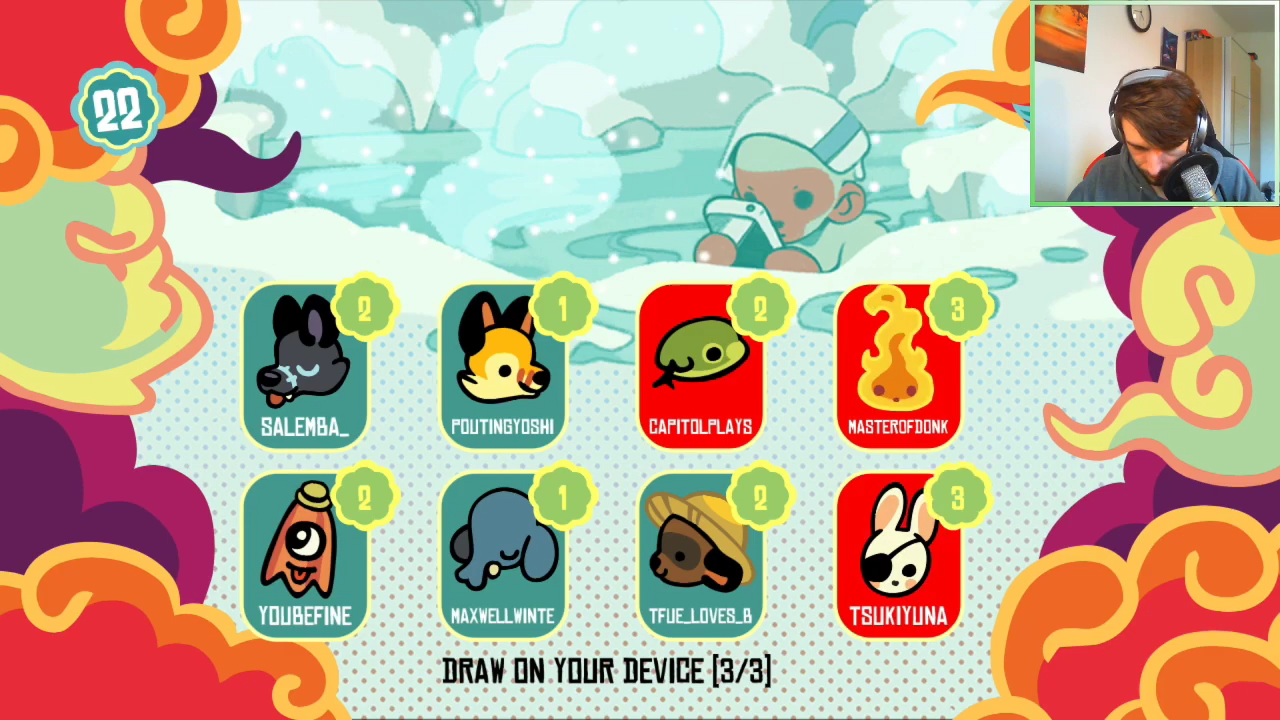 22
2
1
2
3
SALEMBA_
POUTINGYOSHI
CAPITOLPLAYS
MASTEROFDONK
2
1
2
3
YOUBEFINE
MAXWELLWINTE
TFUE_LOVES_B
TSUKIYUNA
DRAW ON YOUR DEVICE [3/3]